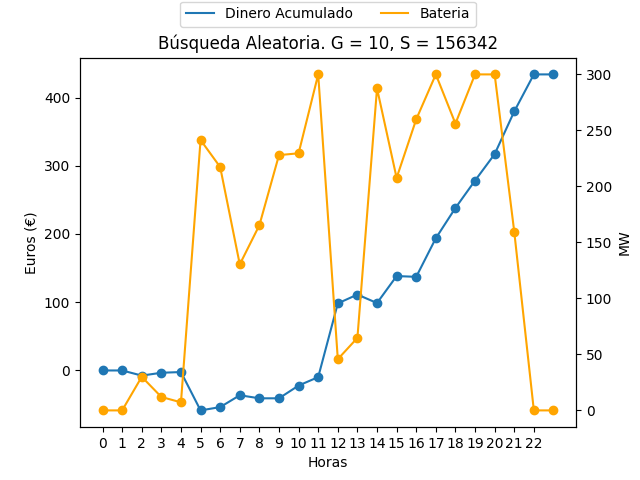 Dinero Acumulado Bateria
Búsqueda Aleatoria. G = 10, S = 156342
400
300
200
100
0
Euros (€)
300
250
200
150
100
50
0
MW
0 1 2 3 4 5 6 7 8 9 10 11 12 13 14 15 16 17 18 19 20 21 22
Horas